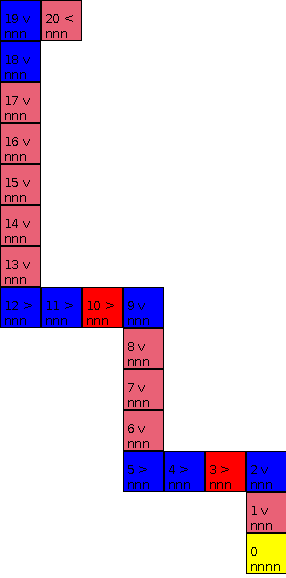 19 v 20 <
nnn nnn
18 v
nnn
17 v
nnn
16 v
nnn
15 v
nnn
14 v
nnn
13 v
nnn
12 > 11 > 10 > 9 v
nnn nnn nnn nnn
8 v
nnn
7 v
nnn
6 v
nnn
5 > 4 > 3 > 2 v
nnn nnn nnn nnn
1 v
nnn
0
nnnn